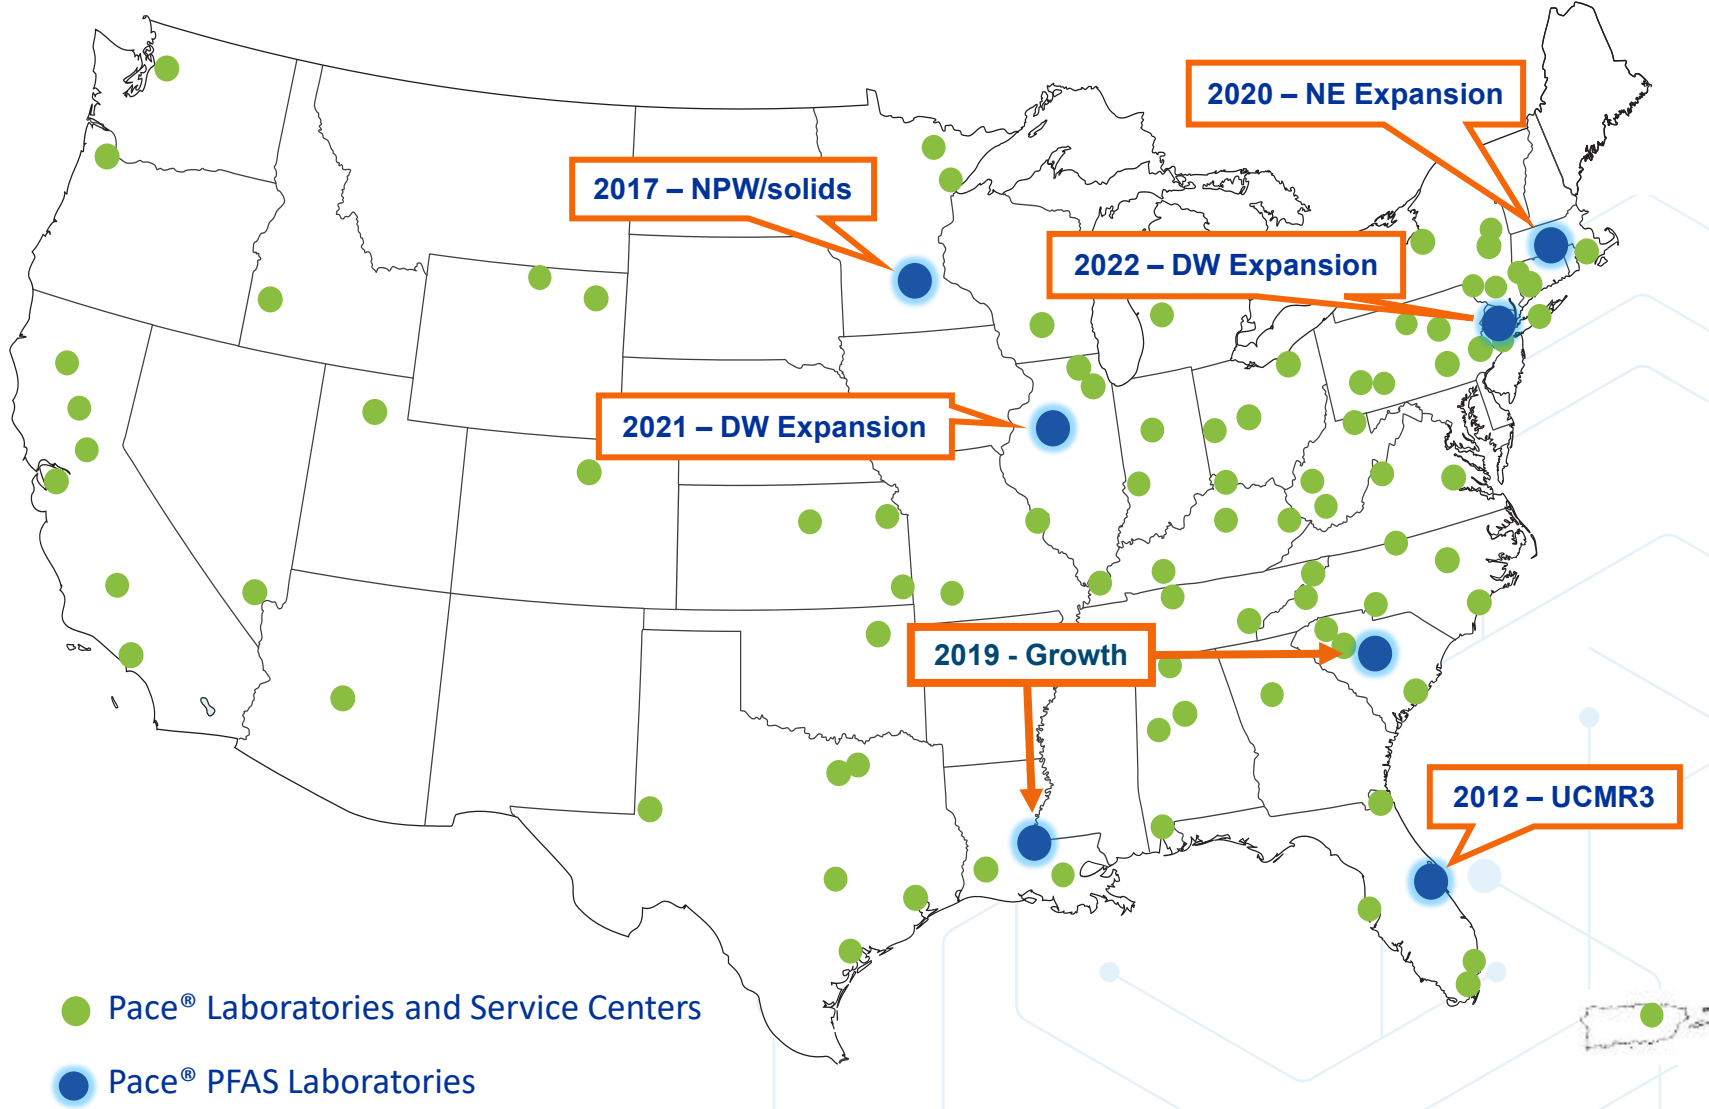 2020 – NE Expansion
2017 – NPW/solids
2022 – DW Expansion
2021 – DW Expansion
2019 - Growth
2012 – UCMR3
Pace® Laboratories and Service Centers
Pace® PFAS Laboratories